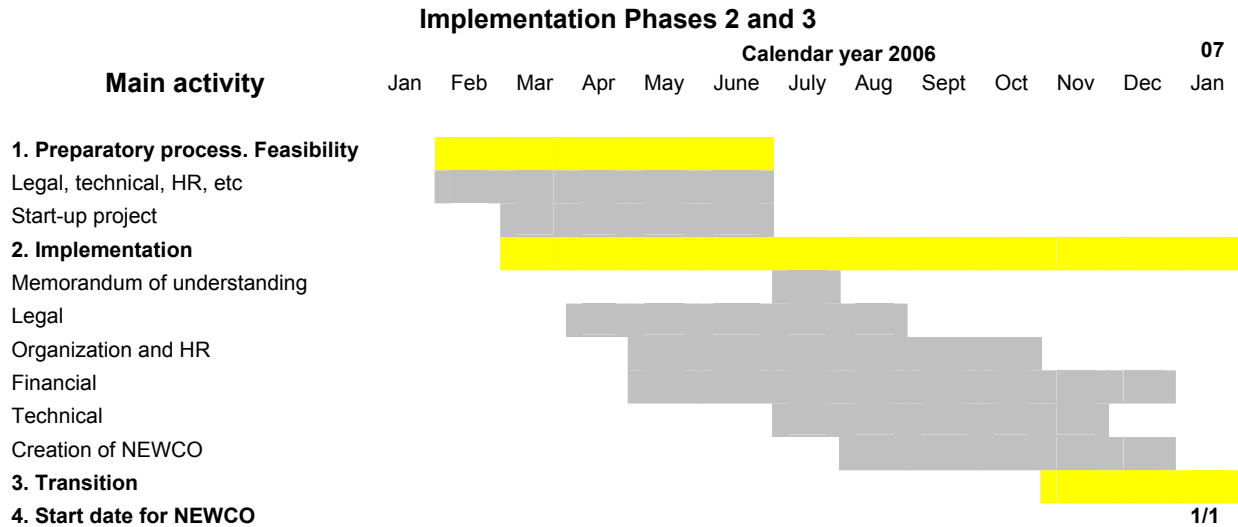 Implementation Phases 2 and 3
Calendar year 2006 07
Main activity Jan Feb Mar Apr May June July Aug Sept Oct Nov Dec Jan
1. Preparatory process. Feasibility
Legal, technical, HR, etc
Start-up project
2. Implementation
Memorandum of understanding
Legal
Organization and HR
Financial
Technical
Creation of NEWCO
3. Transition
4. Start date for NEWCO 1/1